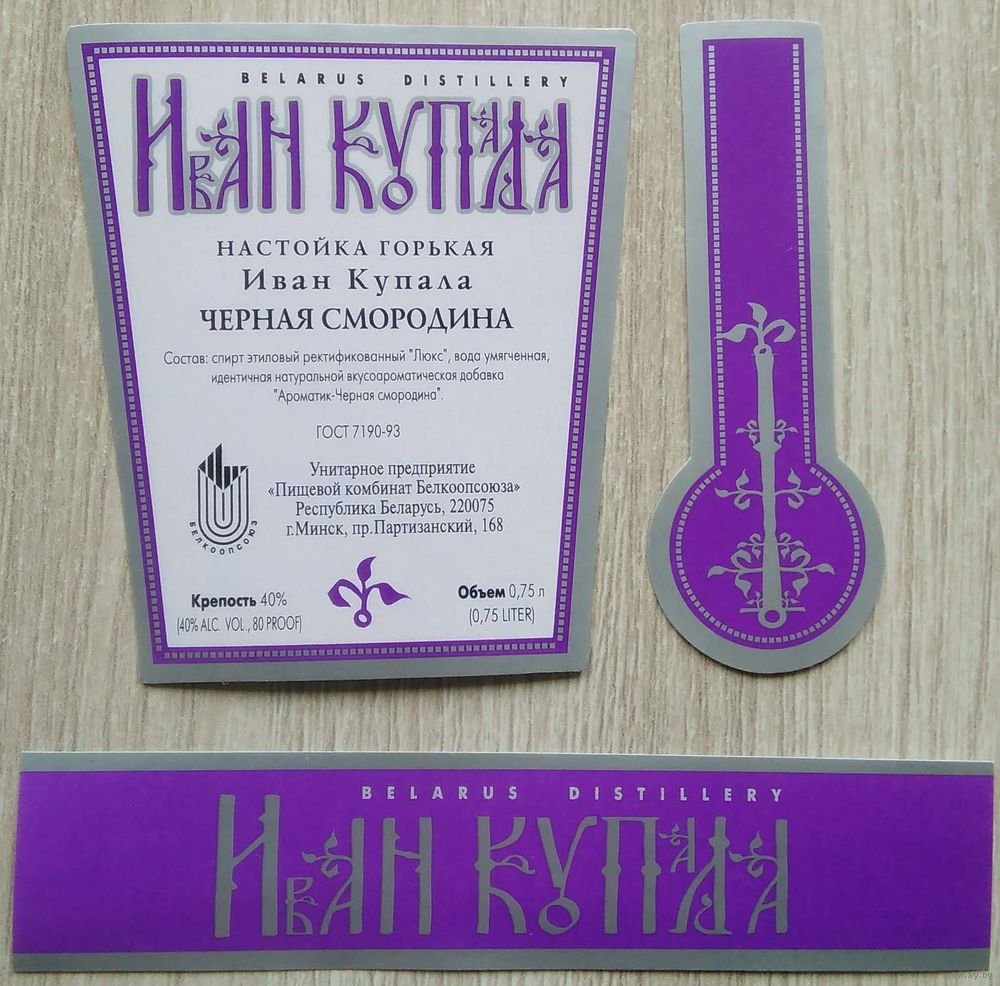 BELARUS DISTILLERY
Иван Купала
НАСТОЙКА ГОРЬКАЯ
Иван Купала
ЧЕРНАЯ СМОРОДИНА
Состав: спирт этиловый ректификованный "Люкс", вода умягченная,
идентичная натуральной вкусоароматическая добавка
"Ароматик-Черная смородина".
ГОСТ 7190-93
Унитарное предприятие
«Пищевой комбинат Белкоопсоюза»
Республика Беларусь, 220075
г.Минск, пр.Партизанский, 168
БЕЛКООПСОЮЗ
Крепость 40%
(40% ALC. VOL., 80 PROOF)
Объем 0,75 л
(0,75 LITER)
BELARUS DISTILLERY
Иван Купала
www.ay.by